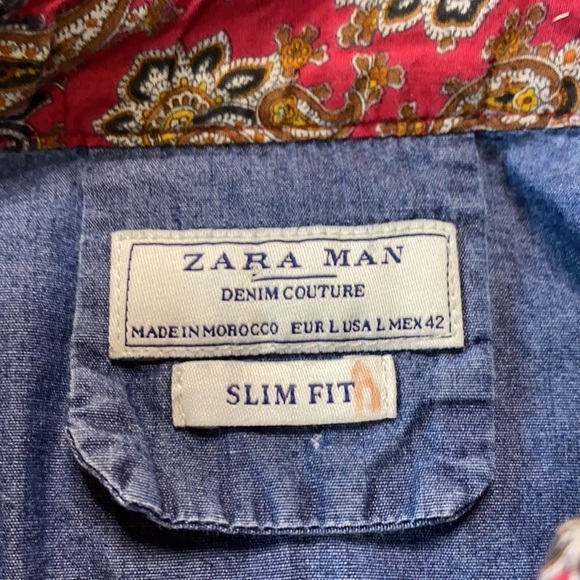 ZARA MAN
DENIM COUTURE
MADE IN MOROCCO EUR L USA L MEX 42
SLIM FIT